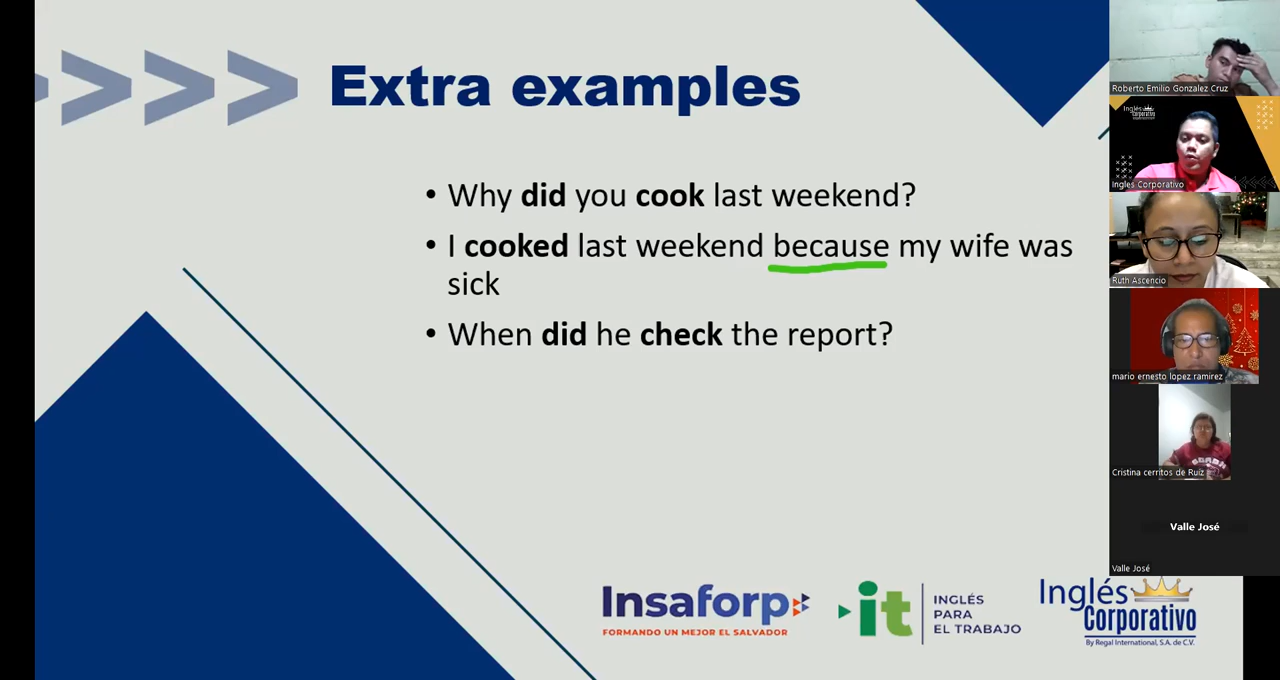 Extra examples
• Why did you cook last weekend?
• I cooked last weekend because my wife was
sick
• When did he check the report?
Insaforp
FORMANDO UN MEJOR EL SALVADOR
it
INGLÉS
PARA
EL TRABAJO
Inglés
Corporativo
By Regal International, S.A. de C.V.
Roberto Emilio Gonzalez Cruz
Inglés
Corporativo
Ingles Corporativo
Ruth Ascencio
mario ernesto lopez ramirez
Cristina cerritos de Ruiz
Valle José
Valle José